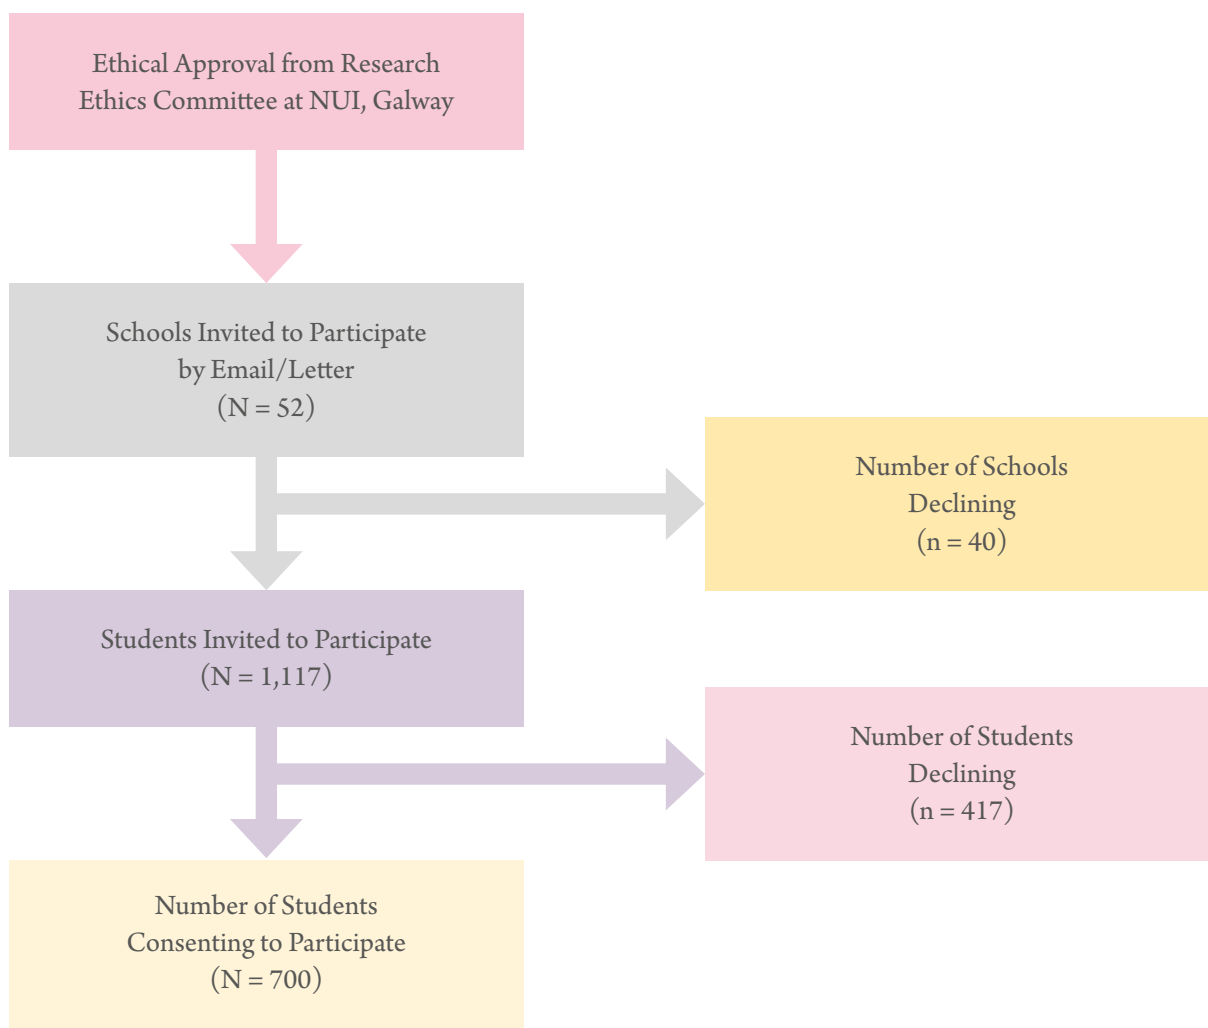 Ethical Approval from Research
Ethics Committee at NUI, Galway
Schools Invited to Participate
by Email/Letter
(N = 52)
Number of Schools
Declining
(n = 40)
Students Invited to Participate
(N = 1,117)
Number of Students
Declining
(n = 417)
Number of Students
Consenting to Participate
(N = 700)